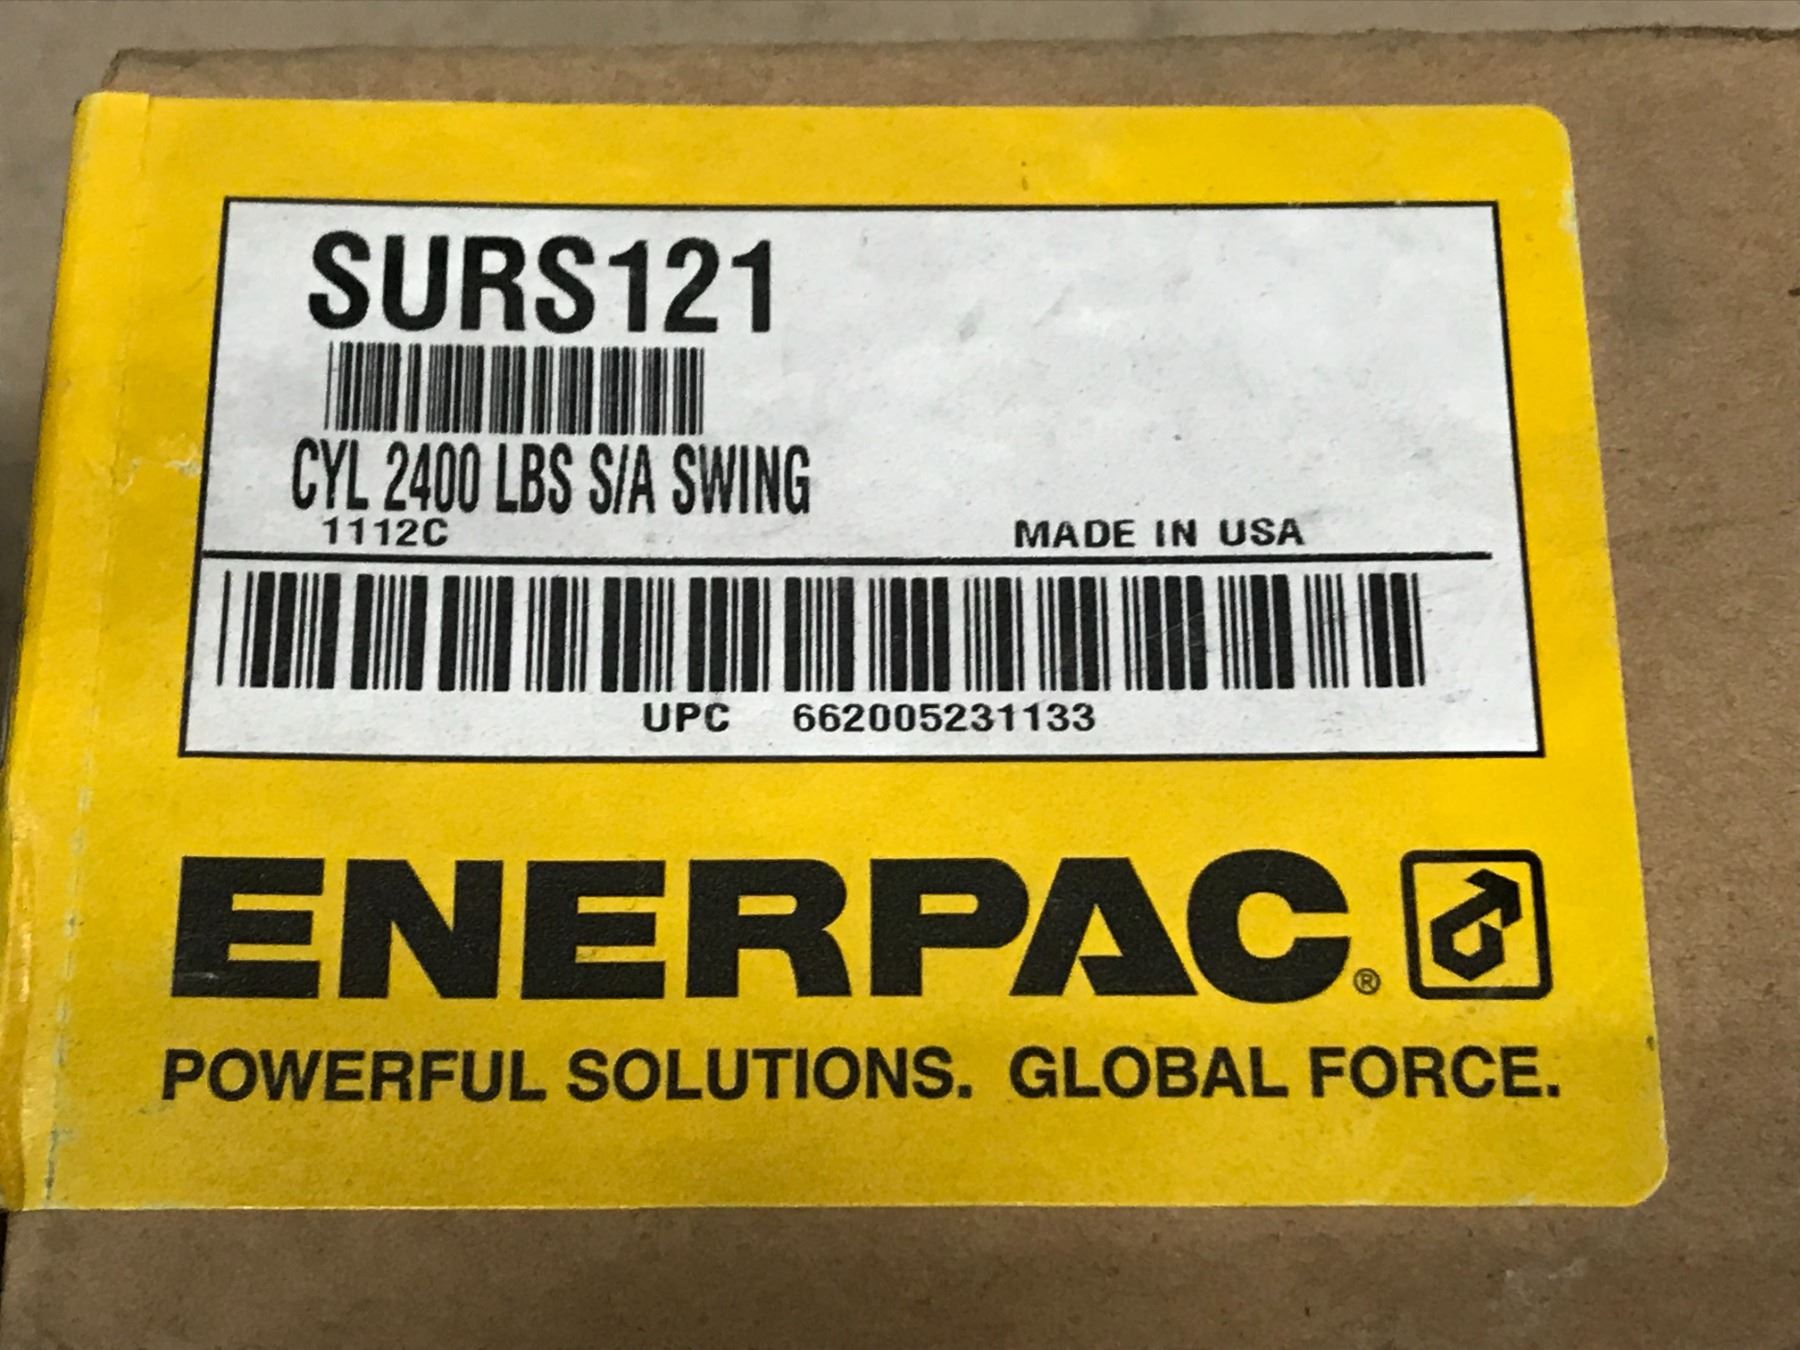 SURS121
CYL 2400 LBS S/A SWING
1112C MADE IN USA
UPC 662005231133
ENERPAC®
POWERFUL SOLUTIONS. GLOBAL FORCE.